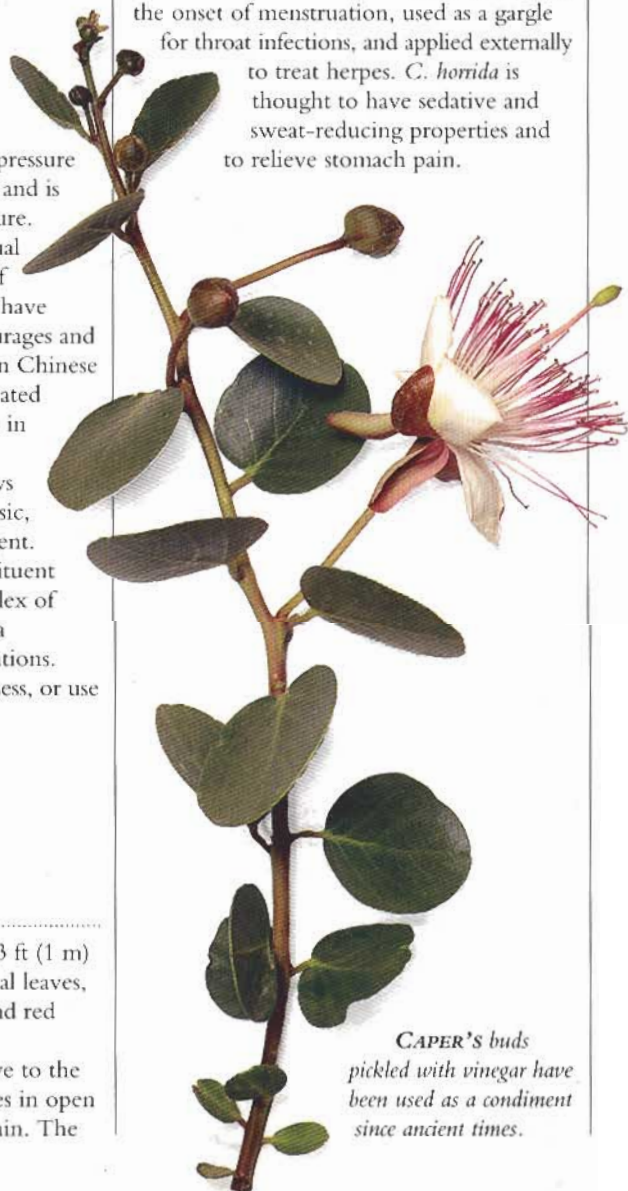 pressure
and is
ure.
ual
f
have
urages and
n Chinese
ated
in
sic,
ent.
ituent
lex of
a
tions.
ess, or use
3 ft (1 m)
al leaves,
nd red
ve to the
es in open
ain. The
the onset of menstruation, used as a gargle
for throat infections, and applied externally
to treat herpes. C. horrida is
thought to have sedative and
sweat-reducing properties and
to relieve stomach pain.
CAPER'S buds
pickled with vinegar have
been used as a condiment
since ancient times.